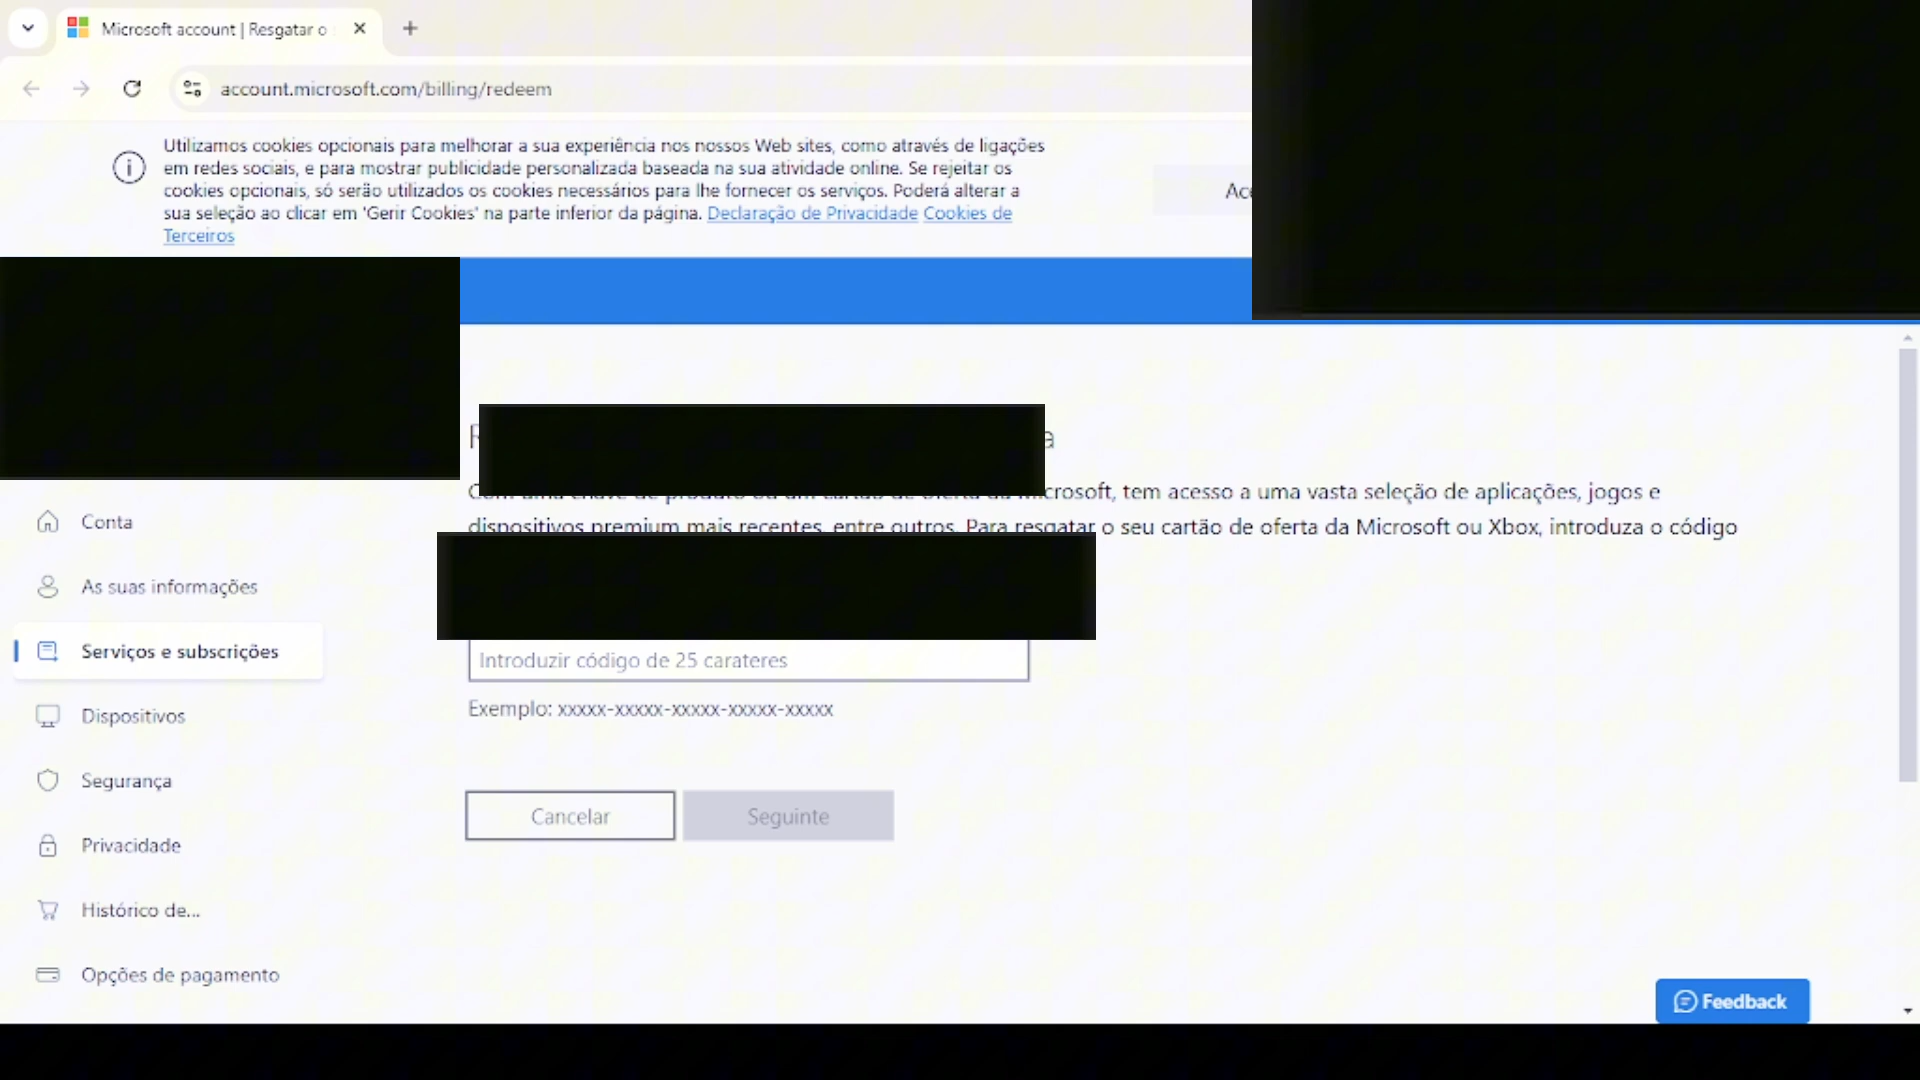 Microsoft account | Resgatar o
account.microsoft.com/billing/redeem
Utilizamos cookies opcionais para melhorar a sua experiência nos nossos Web sites, como através de ligações
em redes sociais, e para mostrar publicidade personalizada baseada na sua atividade online. Se rejeitar os
cookies opcionais, só serão utilizados os cookies necessários para lhe fornecer os serviços. Poderá alterar a
sua seleção ao clicar em 'Gerir Cookies' na parte inferior da página. Declaração de Privacidade Cookies de
Terceiros
tem acesso a uma vasta seleção de aplicações, jogos e
dispositivos premium mais recentes, entre outros. Para resgatar o seu cartão de oferta da Microsoft ou Xbox, introduza o código
Introduzir código de 25 carateres
Exemplo: xxxxx-xxxxx-xxxxx-xxxxx-xxxxx
Cancelar
Seguinte
Conta
As suas informações
Serviços e subscrições
Dispositivos
Segurança
Privacidade
Histórico de...
Opções de pagamento
Feedback